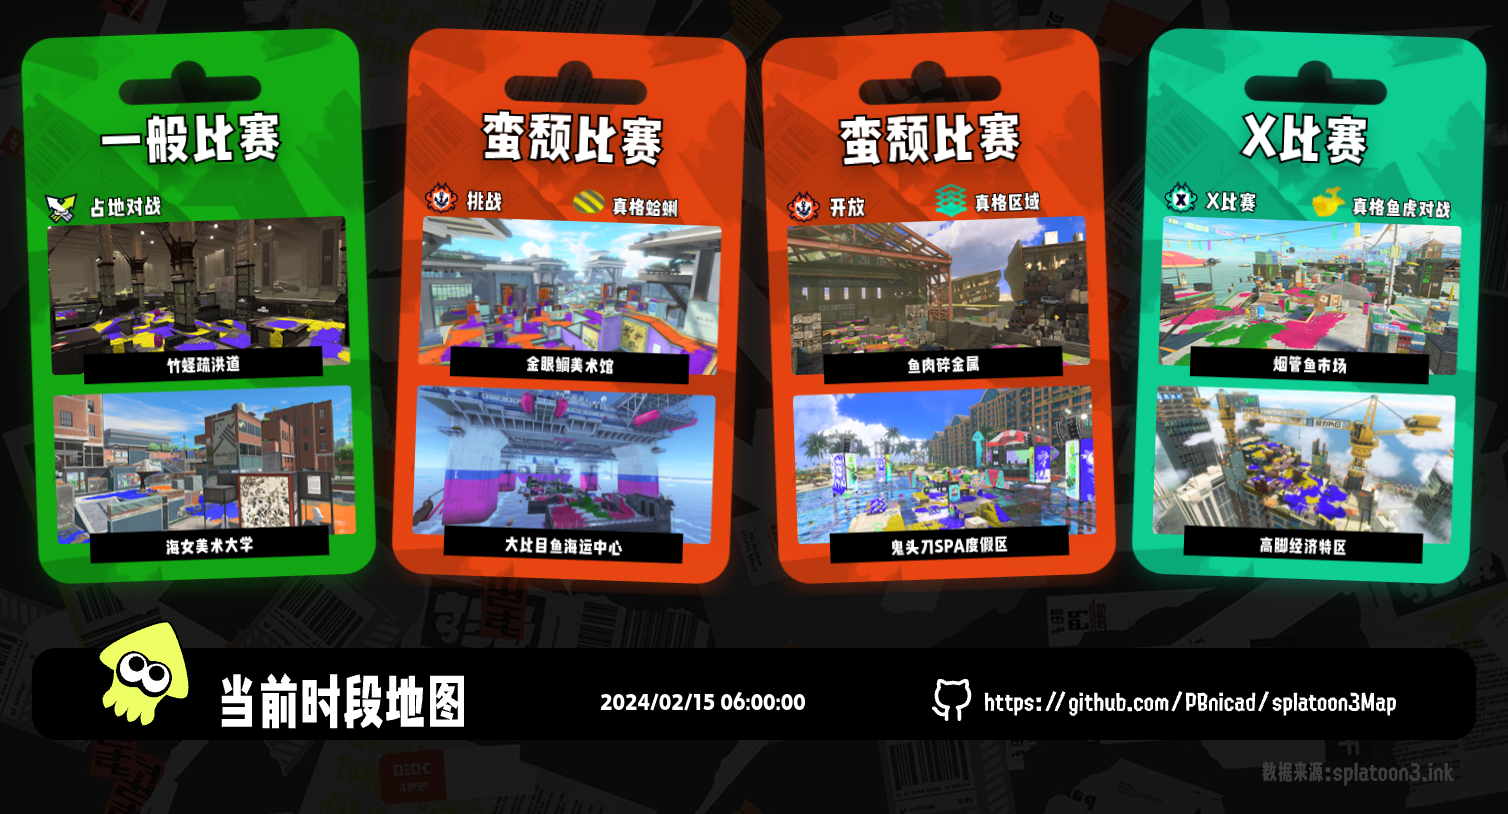 一般比赛
占地对战
竹蛏疏洪道
海女美术大学
蛮颓比赛
挑战
真格蛤蜊
金眼鲷美术馆
大比目鱼海运中心
蛮颓比赛
开放
真格区域
鱼肉碎金属
鬼头刀SPA度假区
X比赛
X比赛
真格鱼虎对战
烟管鱼市场
高脚经济特区
当前时段地图
2024/02/15 06:00:00
https://github.com/PBnicad/splatoon3Map
数据来源:splatoon3.ink